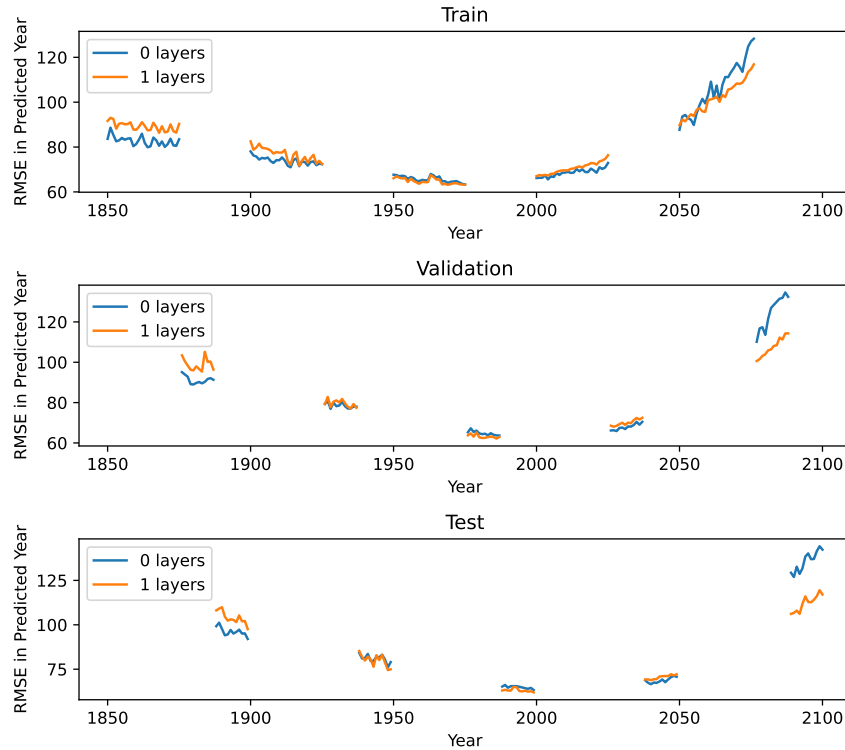 Train
RMSE in Predicted Year
120
100
80
60
0 layers
1 layers
1850 1900 1950 2000 2050 2100
Year
Validation
RMSE in Predicted Year
120
100
80
60
0 layers
1 layers
1850 1900 1950 2000 2050 2100
Year
Test
RMSE in Predicted Year
125
100
75
0 layers
1 layers
1850 1900 1950 2000 2050 2100
Year